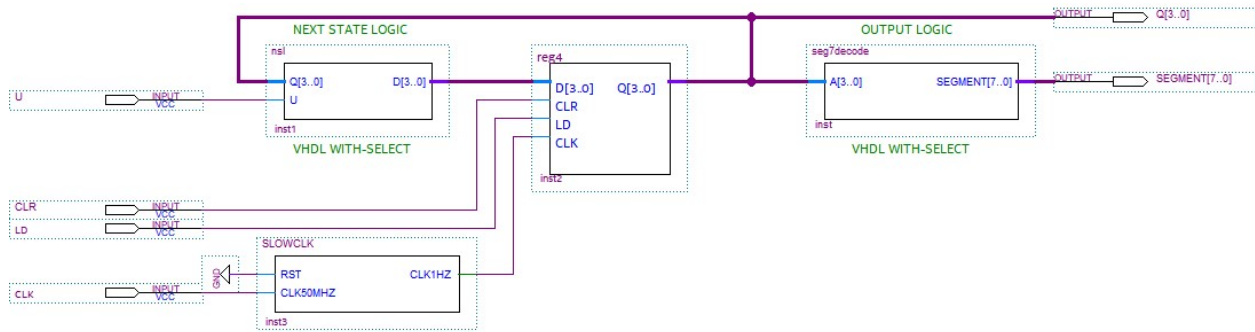 OUTPUT Q[3..0]
NEXT STATE LOGIC
OUTPUT LOGIC
nsl
reg4
seg7decode
Q[3..0] D[3..0]
D[3..0] Q[3..0]
A[3..0] SEGMENT[7..0]
OUTPUT SEGMENT[7..0]
U INPUT
VCC
U
CLR
LD
CLK
inst1
inst
VHDL WITH-SELECT
VHDL WITH-SELECT
inst2
CLR INPUT
VCC
LD INPUT
VCC
SLOWCLK
GND
RST CLK1HZ
CLK50MHZ
CLK INPUT
VCC
inst3